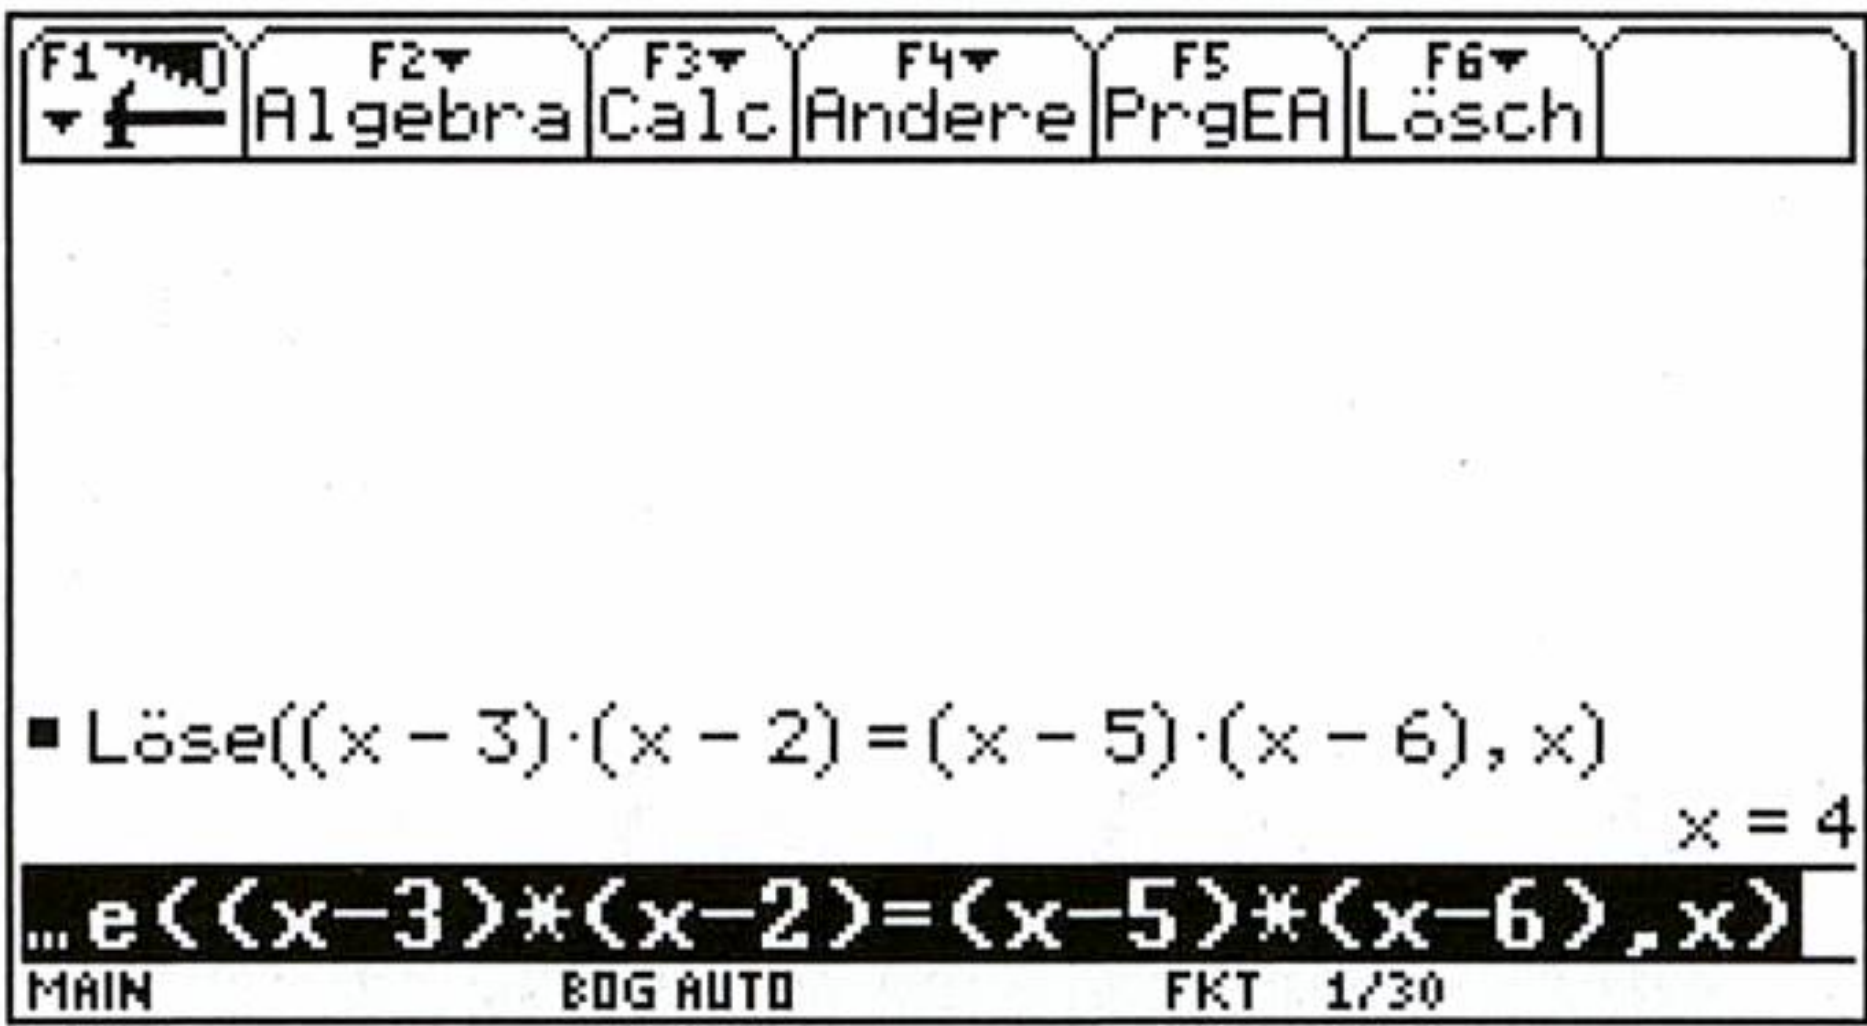 F1 F2 F3 F4 F5 F6
Algebra Calc Andere PrgEA Lösch
▪ Löse((x - 3)·(x - 2) = (x - 5)·(x - 6), x)
x = 4
…e((x-3)*(x-2)=(x-5)*(x-6),x)
MAIN BOG AUTO FKT 1/30